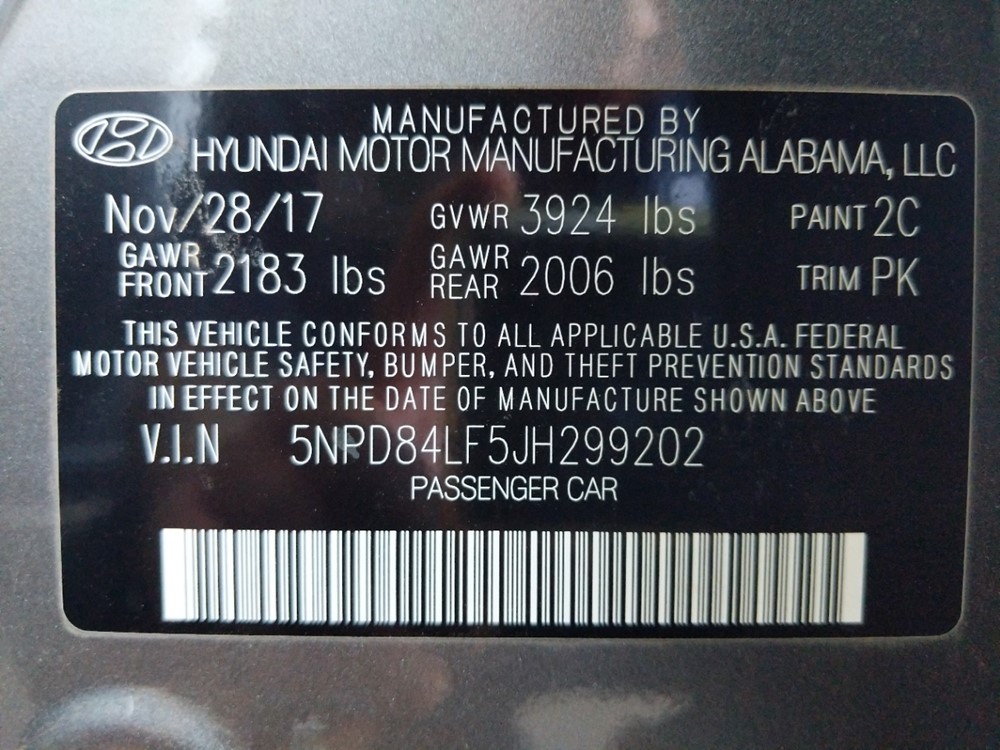 MANUFACTURED BY
HYUNDAI MOTOR MANUFACTURING ALABAMA, LLC
Nov/28/17 GVWR 3924 lbs PAINT 2C
GAWR FRONT 2183 lbs GAWR REAR 2006 lbs TRIM PK
THIS VEHICLE CONFORMS TO ALL APPLICABLE U.S.A. FEDERAL
MOTOR VEHICLE SAFETY, BUMPER, AND THEFT PREVENTION STANDARDS
IN EFFECT ON THE DATE OF MANUFACTURE SHOWN ABOVE
V.I.N 5NPD84LF5JH299202
PASSENGER CAR